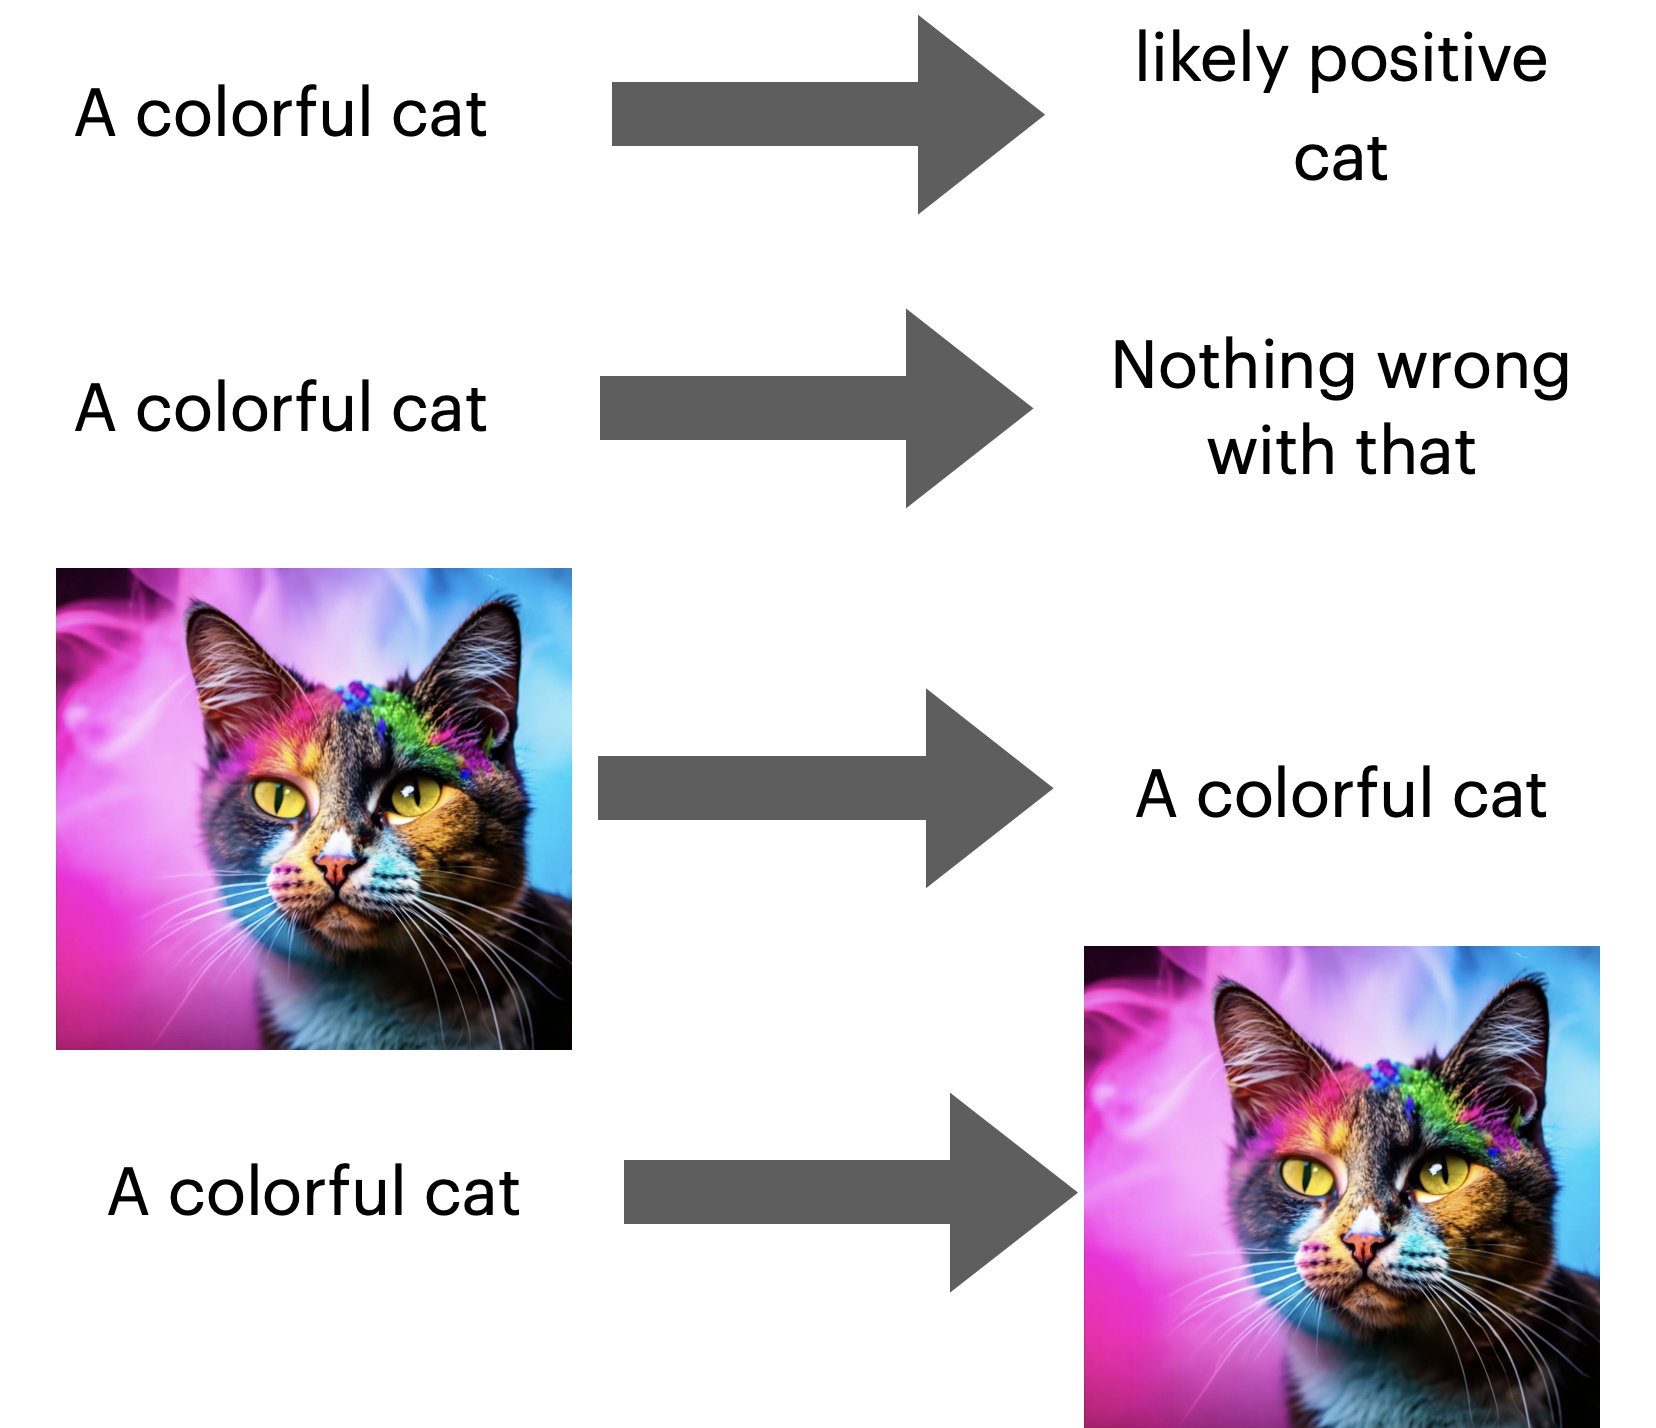 A colorful cat
likely positive
cat
A colorful cat
Nothing wrong
with that
A colorful cat
A colorful cat